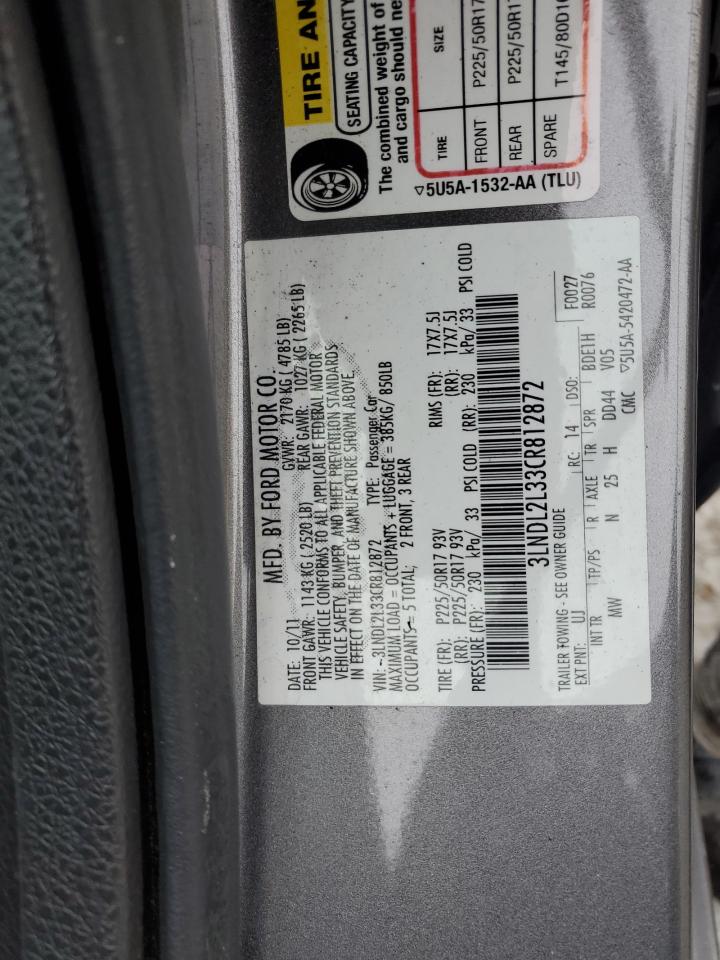 TIRE AN
SEATING CAPACITY
The combined weight of
and cargo should ne
TIRE SIZE
FRONT P225/50R17
REAR P225/50R1
SPARE T145/80D1
▽5U5A-1532-AA (TLU)
MFD. BY FORD MOTOR CO.
DATE: 10/11 GVWR: 2170 KG ( 4785 LB)
FRONT GAWR: 1143 KG ( 2520 LB) REAR GAWR: 1027 KG ( 2265 LB)
THIS VEHICLE CONFORMS TO ALL APPLICABLE FEDERAL MOTOR
VEHICLE SAFETY, BUMPER, AND THEFT PREVENTION STANDARDS
IN EFFECT ON THE DATE OF MANUFACTURE SHOWN ABOVE.
VIN: 3LNDL2L33CR812872 TYPE: Passenger Car
MAXIMUM LOAD = OCCUPANTS + LUGGAGE = 385KG/ 850LB
OCCUPANTS: 5 TOTAL; 2 FRONT, 3 REAR
TIRE (FR): P225/50R17 93V RIMS (FR): 17X7.5J
(RR): P225/50R17 93V (RR): 17X7.5J
PRESSURE (FR): 230 kPa/ 33 PSI COLD (RR): 230 kPa/ 33 PSI COLD
3LNDL2L33CR812872
TRAILER TOWING - SEE OWNER GUIDE F0027
EXT PNT: UJ RC: 14 DSO: R0076
INT TR TP/PS R AXLE TR SPR BDE1H
MW N 25 H DD44 V05
CMC ▽5U5A-5420472-AA